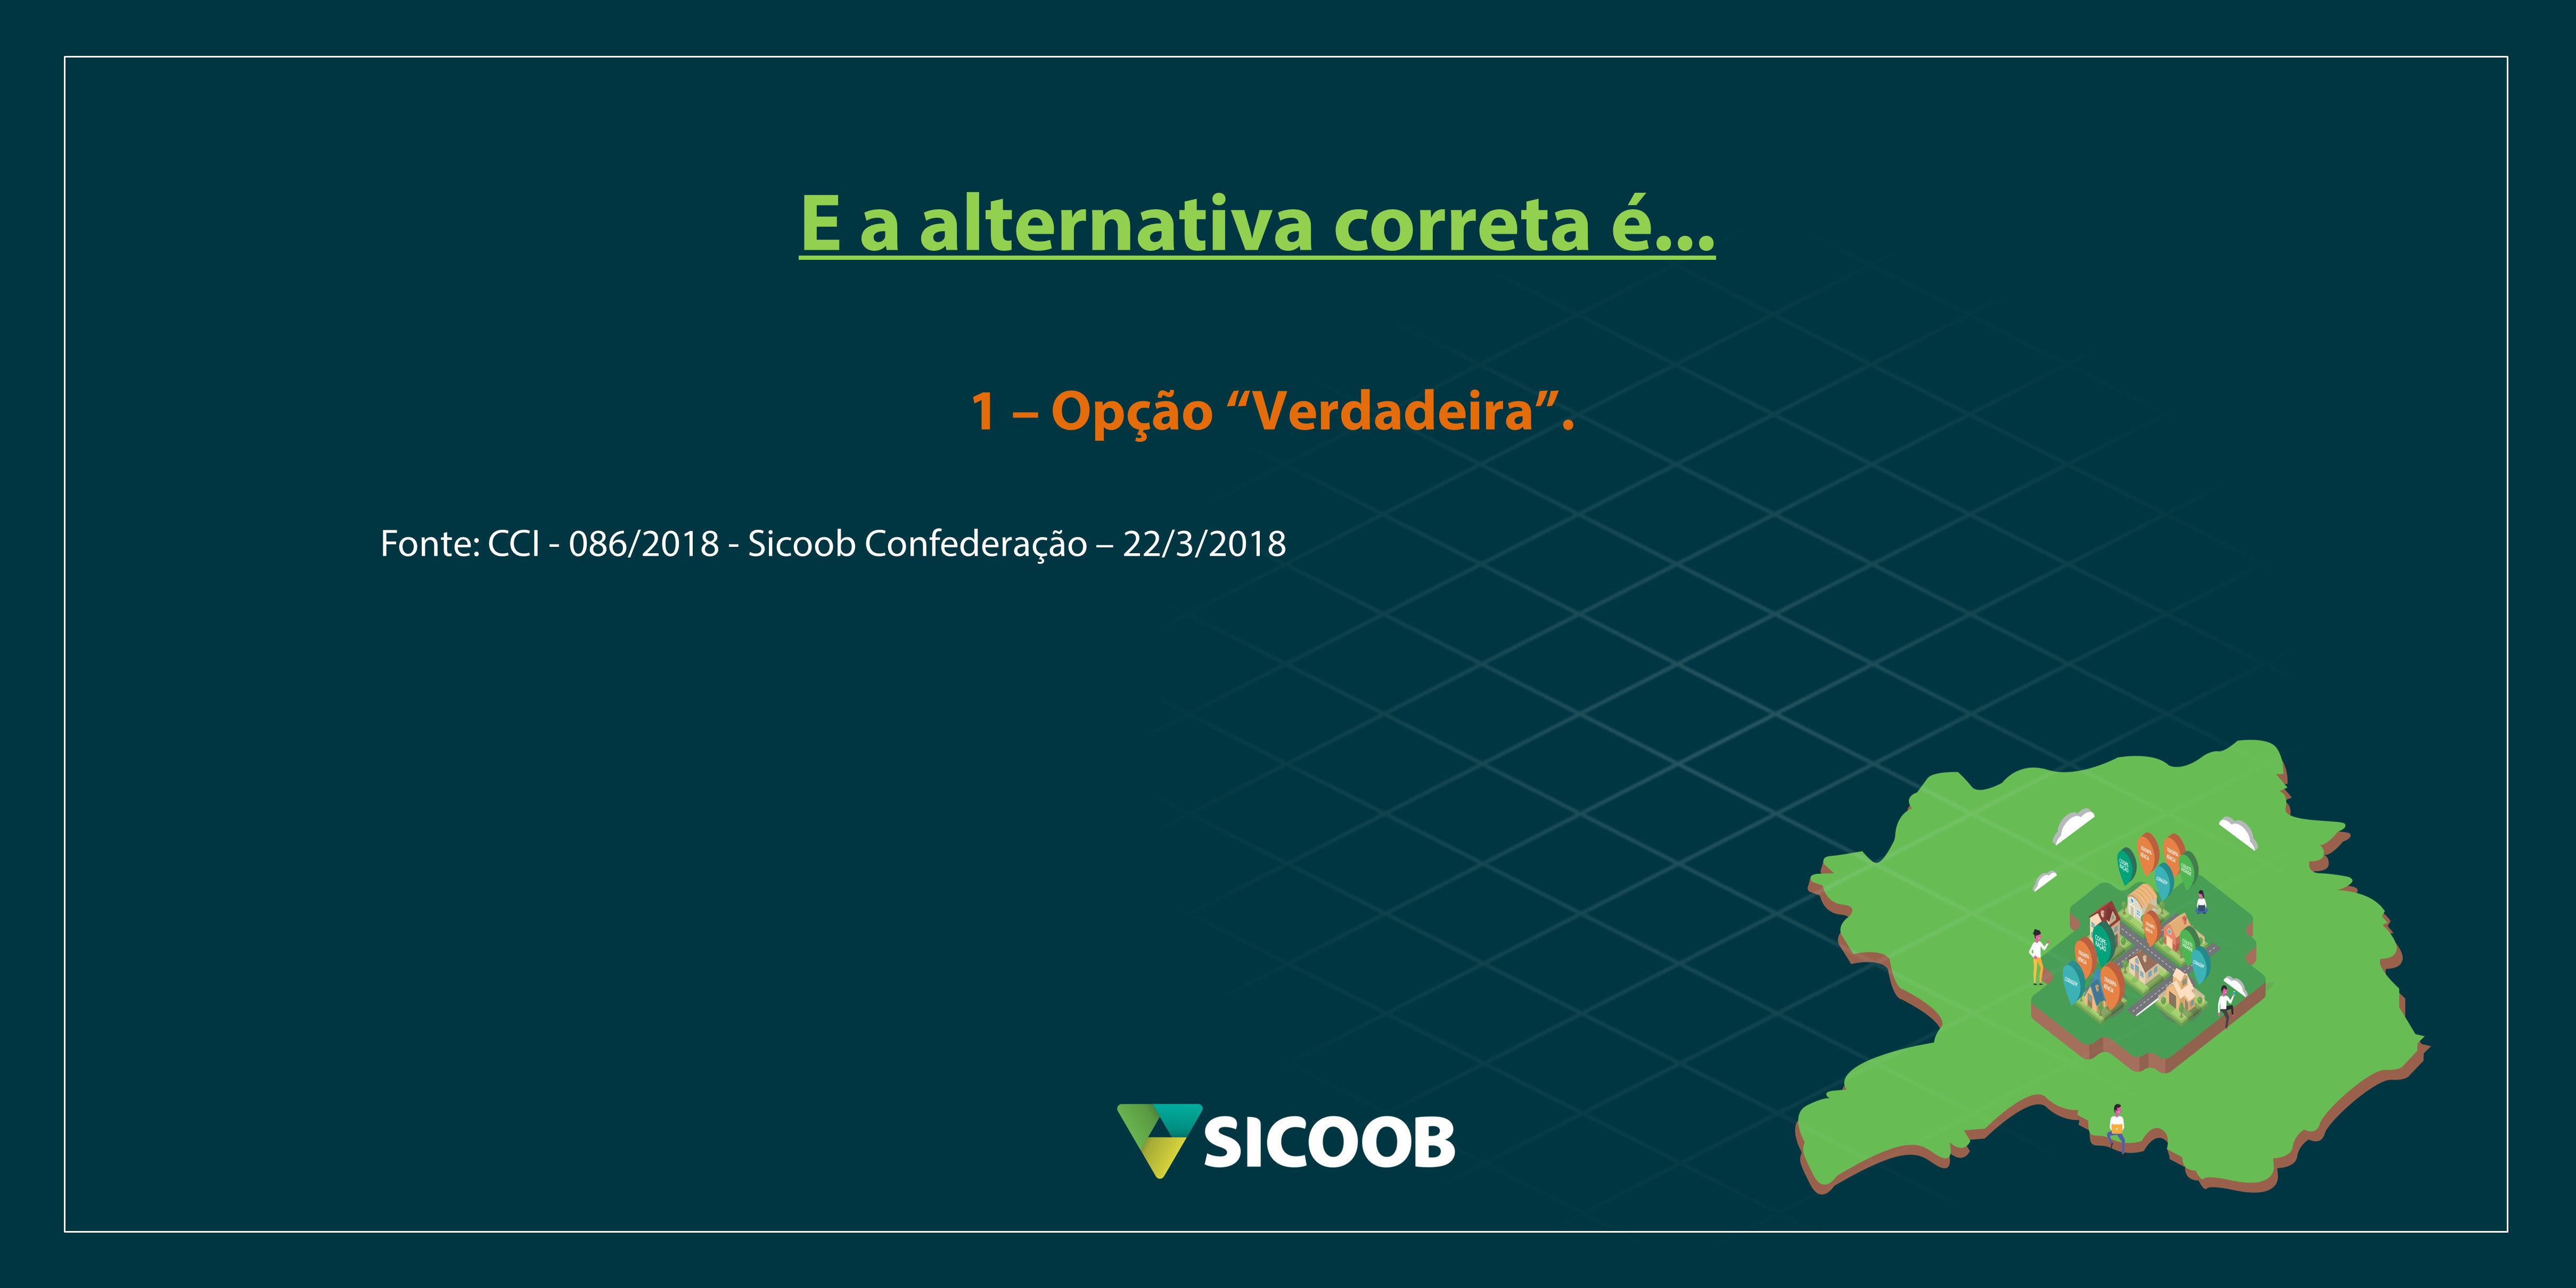 E a alternativa correta é...
1 – Opção “Verdadeira”.
Fonte: CCI - 086/2018 - Sicoob Confederação – 22/3/2018
SICOOB